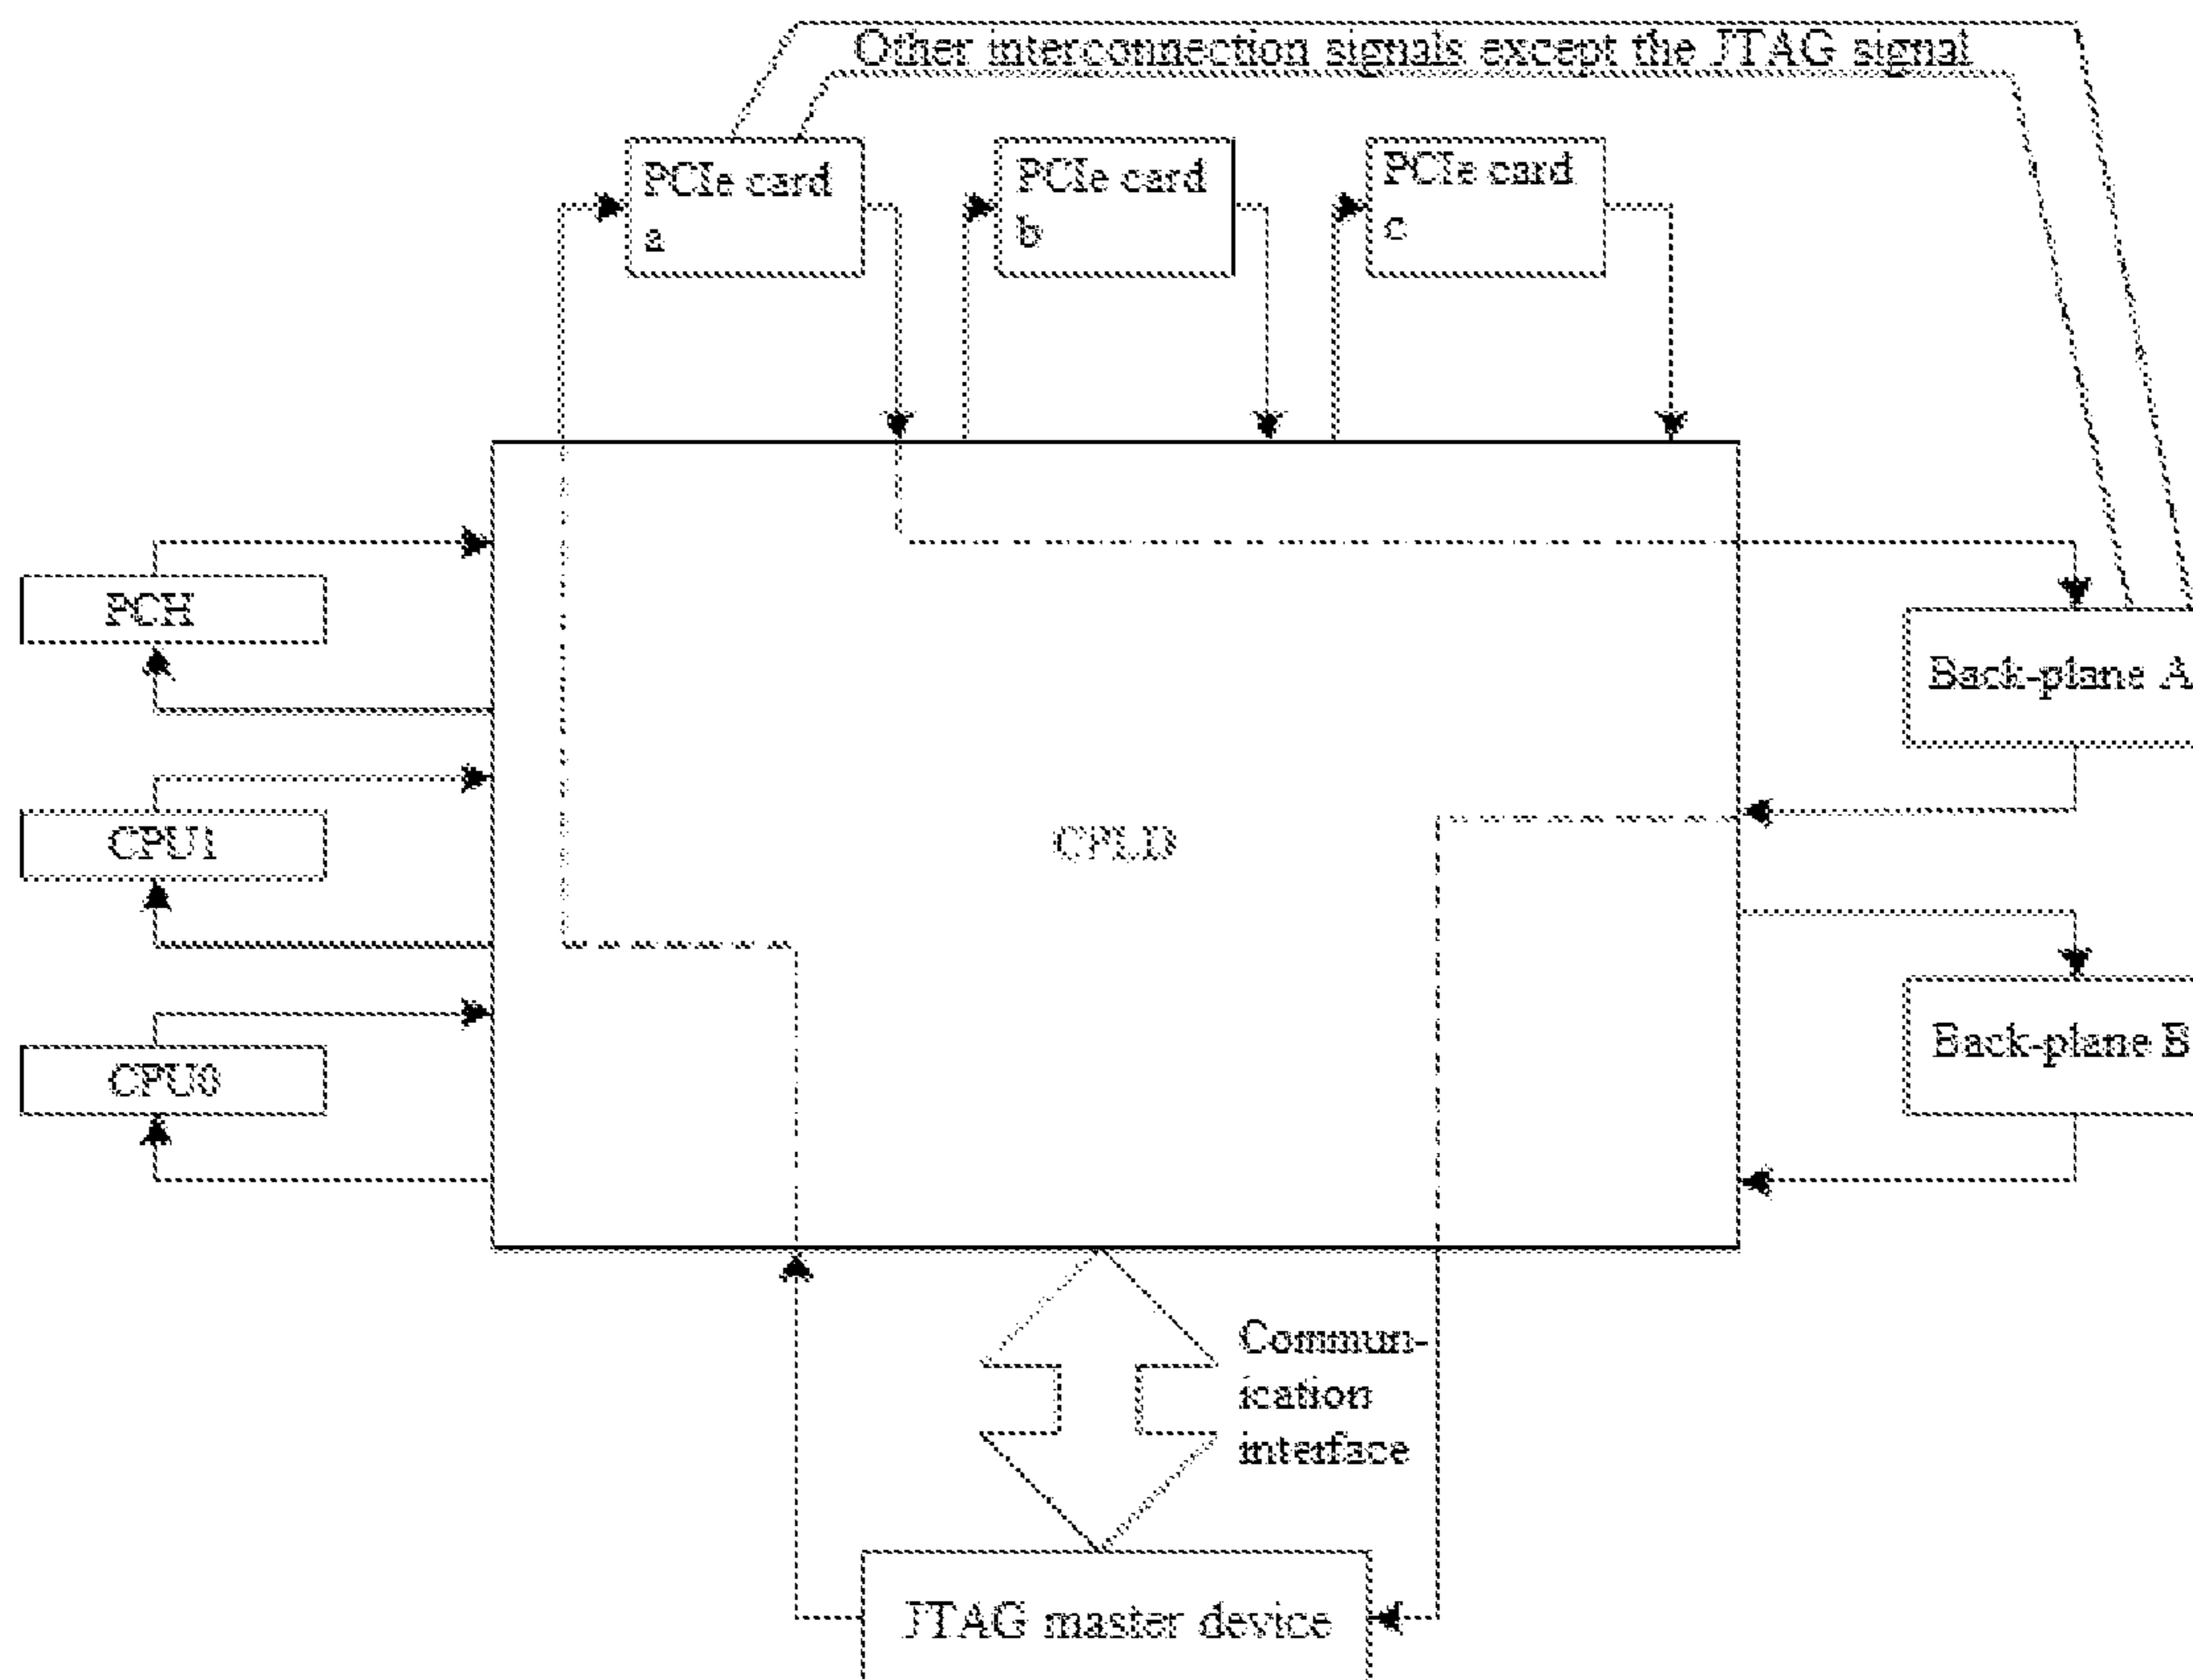 Other interconnection signals except the JTAG signal
PCIe card
a
PCIe card
b
PCIe card
c
PCH
Back-plane A
CPU1
CPLD
CPU0
Back-plane B
Commun-
ication
interface
JTAG master device